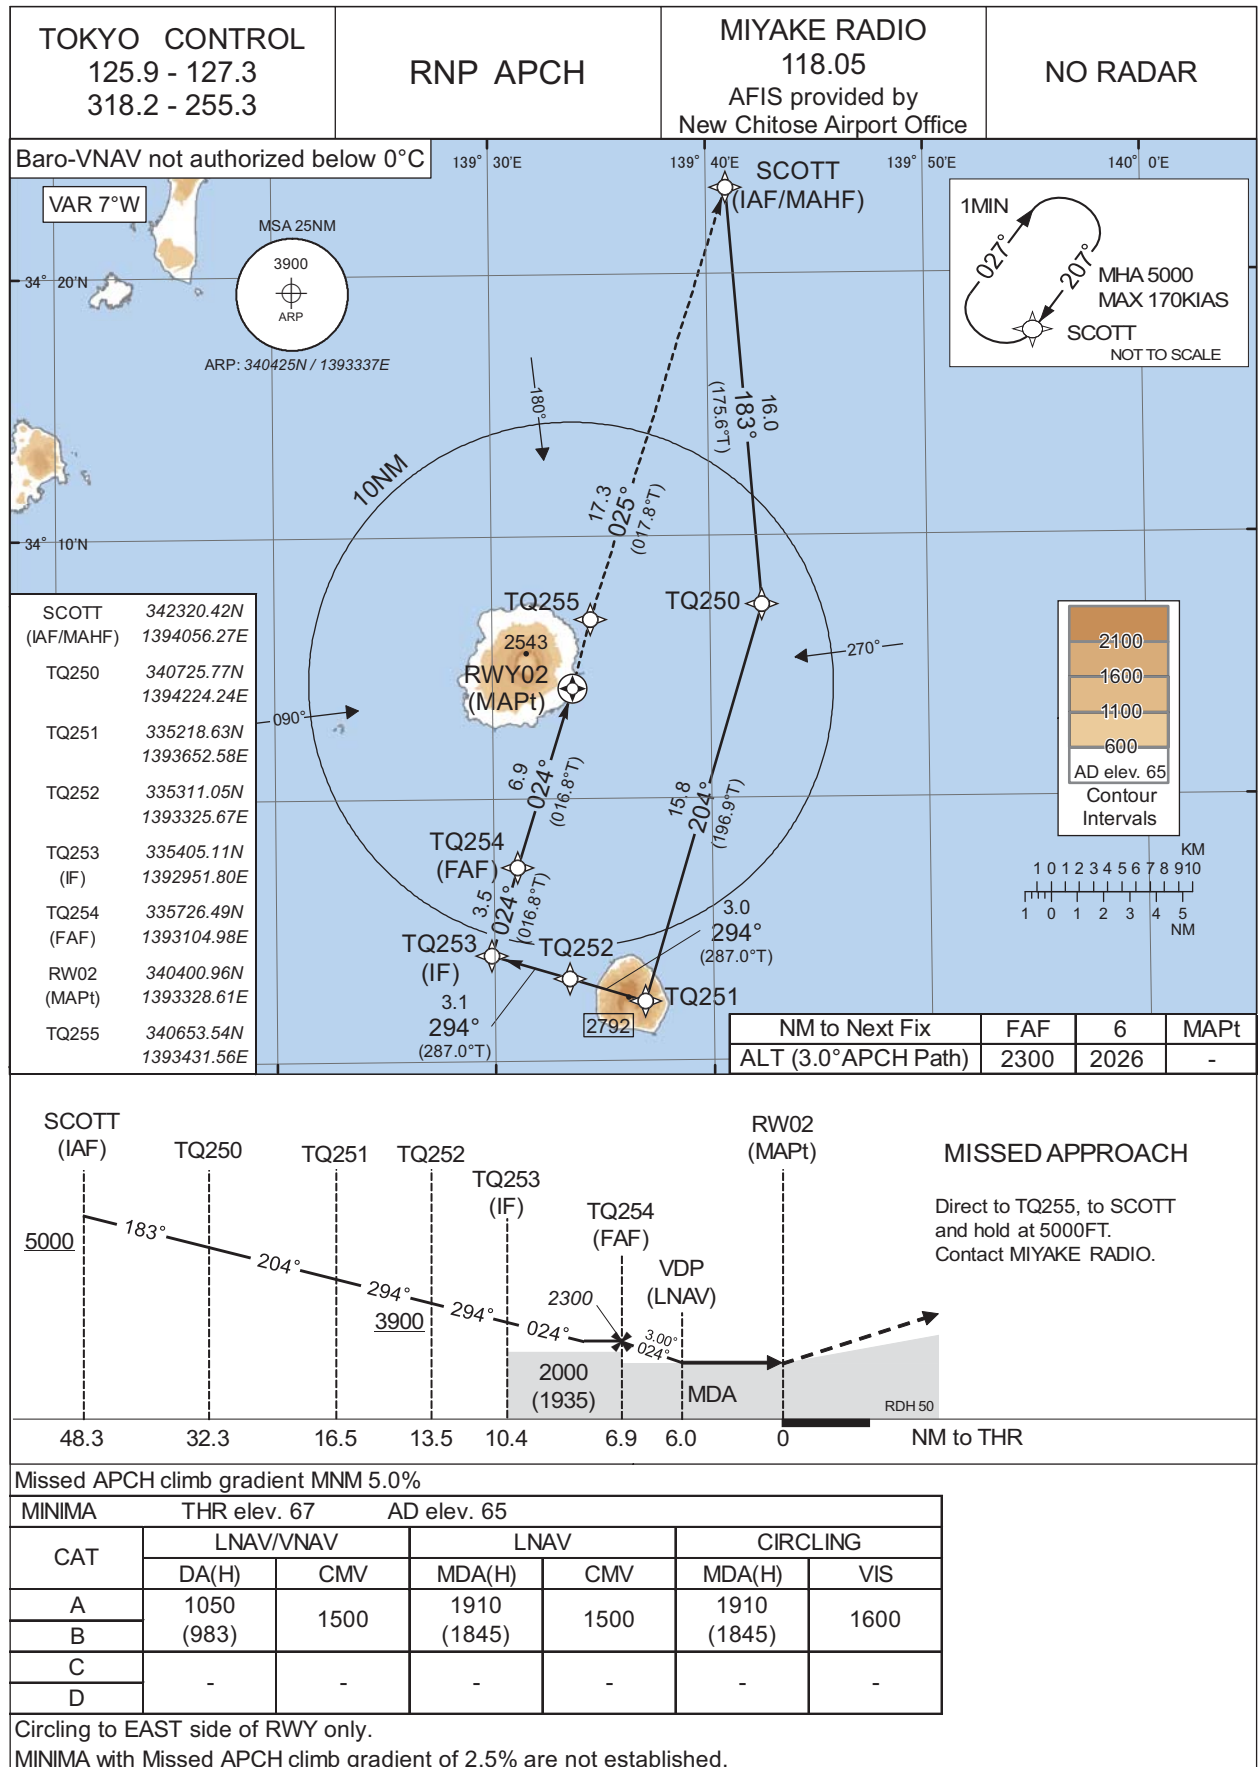 TOKYO CONTROL
125.9 - 127.3
318.2 - 255.3
RNP APCH
MIYAKE RADIO
118.05
AFIS provided by
New Chitose Airport Office
NO RADAR
Baro-VNAV not authorized below 0°C
VAR 7°W
139° 30'E
139° 40'E
139° 50'E
140° 0'E
34° 20'N
34° 10'N
MSA 25NM
3900
ARP
ARP: 340425N / 1393337E
SCOTT
(IAF/MAHF)
1MIN
027°
207°
MHA 5000
MAX 170KIAS
SCOTT
NOT TO SCALE
180°
10NM
16.0
183°
(175.6°T)
17.3
025°
(017.8°T)
TQ255
TQ250
2543
RWY02
(MAPt)
270°
090°
6.9
024°
(016.8°T)
15.8
204°
(196.9°T)
TQ254
(FAF)
3.5
024°
(016.8°T)
3.0
294°
(287.0°T)
TQ253
(IF)
TQ252
TQ251
3.1
294°
(287.0°T)
2792
SCOTT 342320.42N
(IAF/MAHF) 1394056.27E
TQ250 340725.77N
1394224.24E
TQ251 335218.63N
1393652.58E
TQ252 335311.05N
1393325.67E
TQ253 335405.11N
(IF) 1392951.80E
TQ254 335726.49N
(FAF) 1393104.98E
RW02 340400.96N
(MAPt) 1393328.61E
TQ255 340653.54N
1393431.56E
2100
1600
1100
600
AD elev. 65
Contour
Intervals
KM
1 0 1 2 3 4 5 6 7 8 9 10
1 0 1 2 3 4 5
NM
NM to Next Fix FAF 6 MAPt
ALT (3.0°APCH Path) 2300 2026 -
SCOTT
(IAF)
TQ250
TQ251
TQ252
TQ253
(IF)
TQ254
(FAF)
VDP
(LNAV)
RW02
(MAPt)
MISSED APPROACH
Direct to TQ255, to SCOTT
and hold at 5000FT.
Contact MIYAKE RADIO.
5000
183°
204°
294°
3900
294°
024°
2300
3.00°
024°
2000
(1935)
MDA
RDH 50
48.3 32.3 16.5 13.5 10.4 6.9 6.0 0 NM to THR
Missed APCH climb gradient MNM 5.0%
MINIMA THR elev. 67 AD elev. 65
CAT LNAV/VNAV LNAV CIRCLING
DA(H) CMV MDA(H) CMV MDA(H) VIS
A 1050 1500 1910 1500 1910 1600
B (983) (1845) (1845)
C - - - - - -
D
Circling to EAST side of RWY only.
MINIMA with Missed APCH climb gradient of 2.5% are not established.